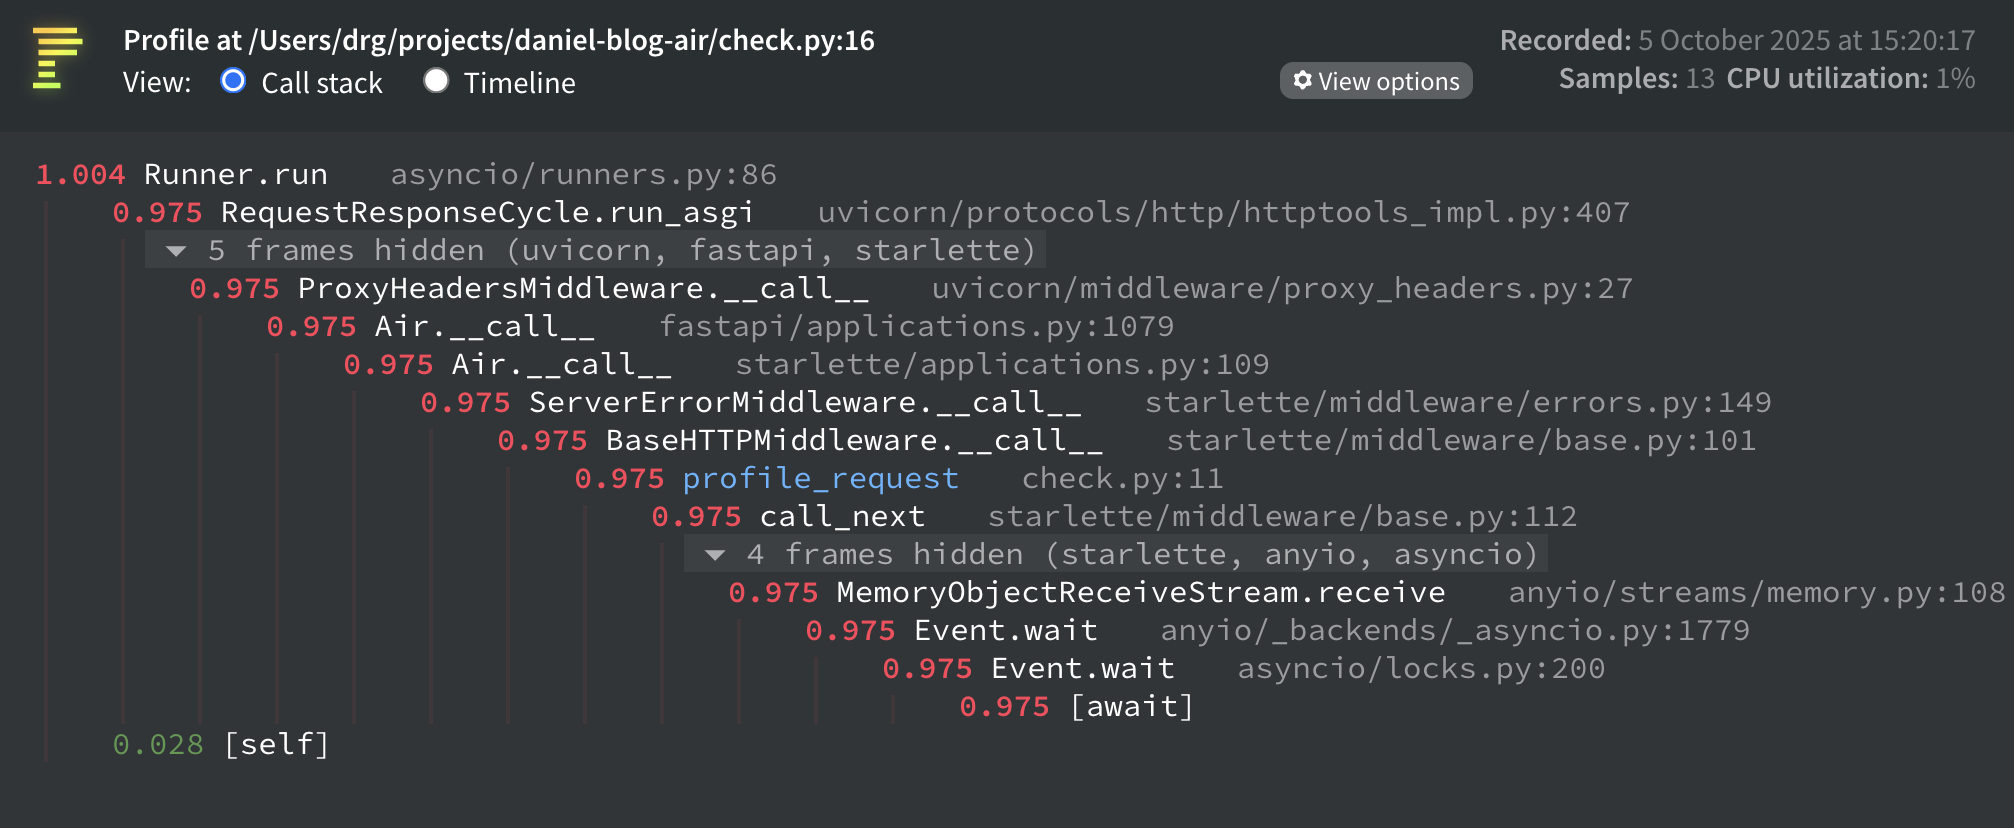 Profile at /Users/drg/projects/daniel-blog-air/check.py:16
View: Call stack Timeline
View options
Recorded: 5 October 2025 at 15:20:17
Samples: 13 CPU utilization: 1%
1.004 Runner.run asyncio/runners.py:86
0.975 RequestResponseCycle.run_asgi uvicorn/protocols/http/httptools_impl.py:407
5 frames hidden (uvicorn, fastapi, starlette)
0.975 ProxyHeadersMiddleware.__call__ uvicorn/middleware/proxy_headers.py:27
0.975 Air.__call__ fastapi/applications.py:1079
0.975 Air.__call__ starlette/applications.py:109
0.975 ServerErrorMiddleware.__call__ starlette/middleware/errors.py:149
0.975 BaseHTTPMiddleware.__call__ starlette/middleware/base.py:101
0.975 profile_request check.py:11
0.975 call_next starlette/middleware/base.py:112
4 frames hidden (starlette, anyio, asyncio)
0.975 MemoryObjectReceiveStream.receive anyio/streams/memory.py:108
0.975 Event.wait anyio/_backends/_asyncio.py:1779
0.975 Event.wait asyncio/locks.py:200
0.975 [await]
0.028 [self]